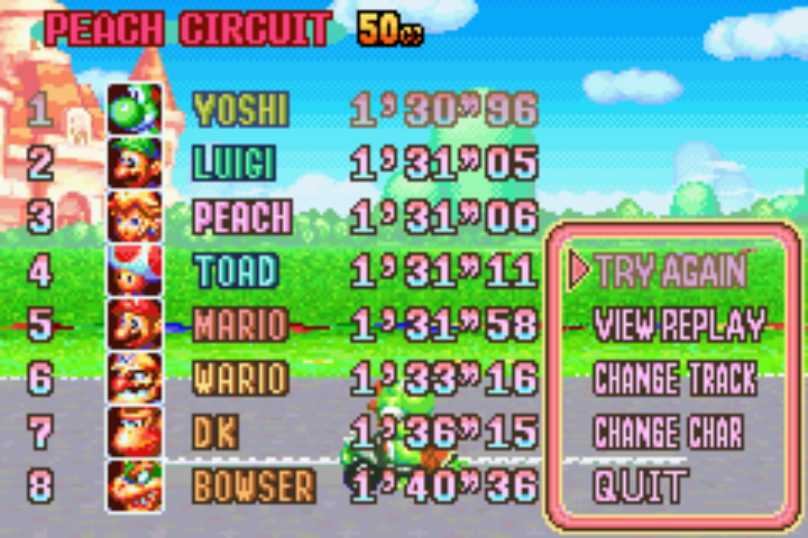 PEACH CIRCUIT 50cc
1 YOSHI 1'30"96
2 LUIGI 1'31"05
3 PEACH 1'31"06
4 TOAD 1'31"11
5 MARIO 1'31"58
6 WARIO 1'33"16
7 DK 1'36"15
8 BOWSER 1'40"36
TRY AGAIN
VIEW REPLAY
CHANGE TRACK
CHANGE CHAR
QUIT